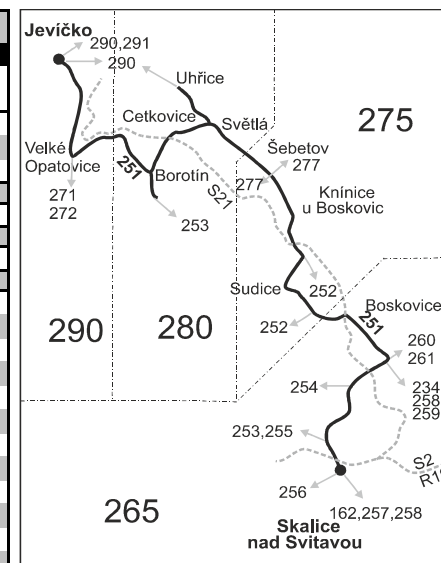 Jevíčko
290,291
290
Uhřice
Cetkovice
Světlá
275
Šebetov
277
Velké
Opatovice
251
Borotín
S21
277
Knínice
u Boskovic
271
272
253
Sudice
252
252
Boskovice
251
290
280
260
261
254
234
258
259
253,255
S2
R19
256
162,257,258
265
Skalice
nad Svitavou